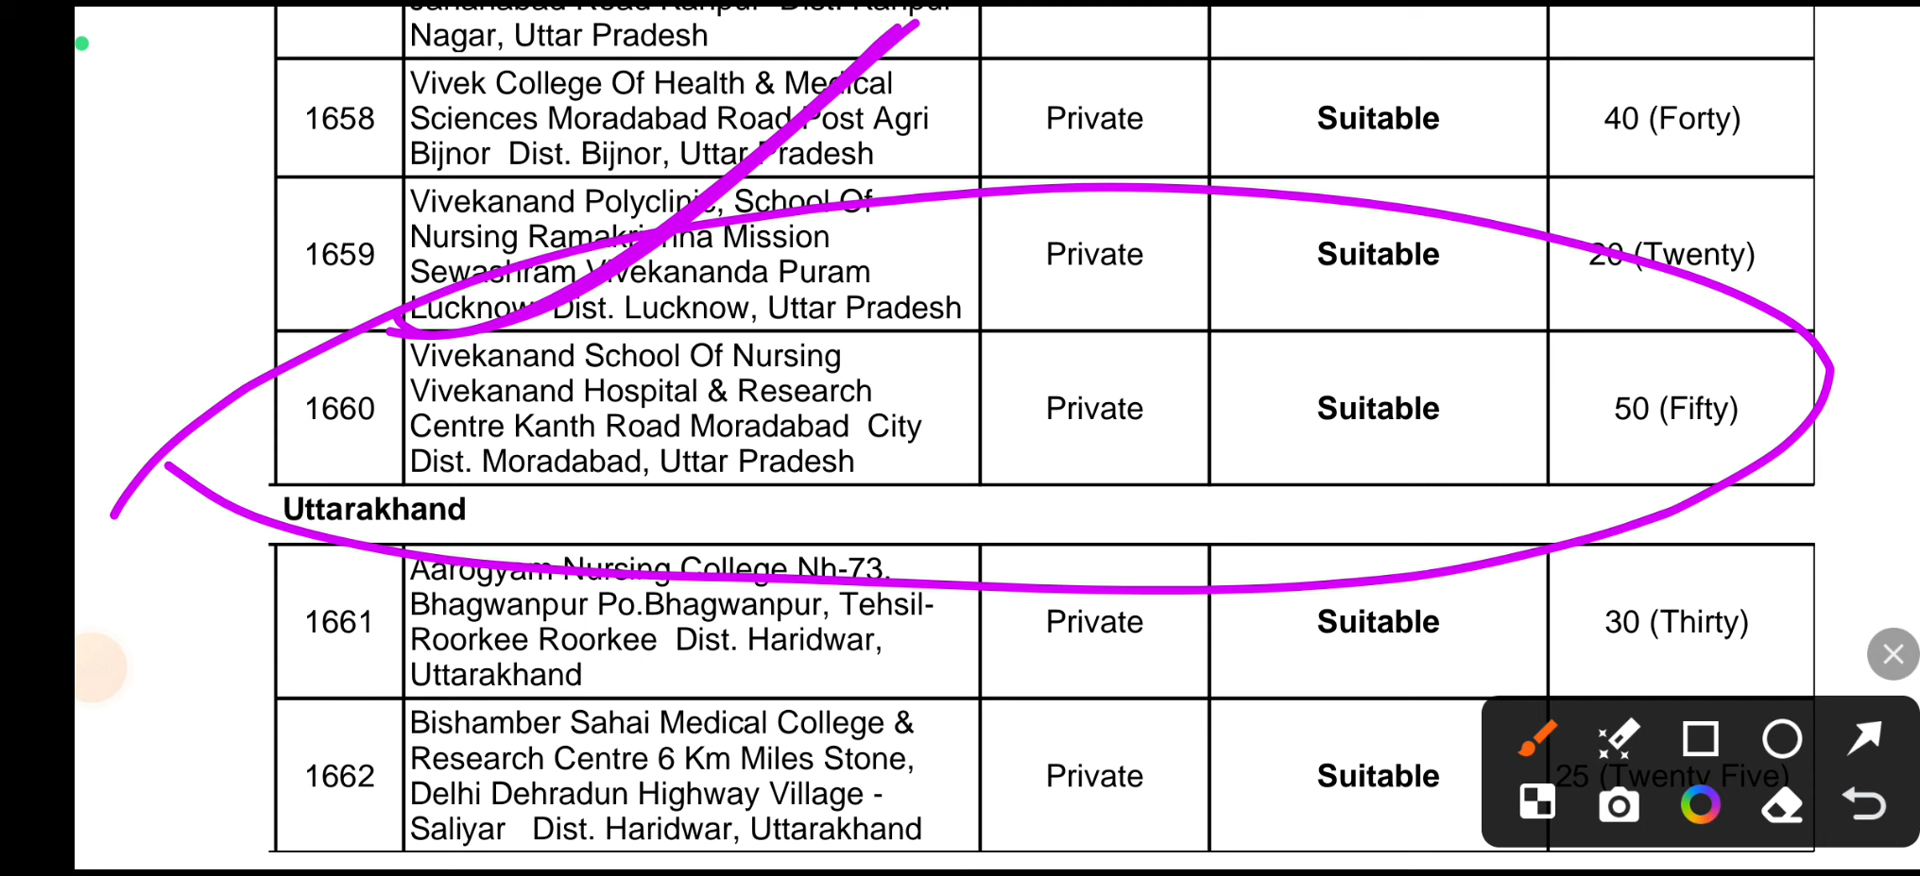 Nagar, Uttar Pradesh
1658
Vivek College Of Health & Medical
Sciences Moradabad Road Post Agri
Bijnor Dist. Bijnor, Uttar Pradesh
Private
Suitable
40 (Forty)
1659
Vivekanand Polyclinic, School Of
Nursing Ramakrishna Mission
Sewashram Vivekananda Puram
Lucknow Dist. Lucknow, Uttar Pradesh
Private
Suitable
20 (Twenty)
1660
Vivekanand School Of Nursing
Vivekanand Hospital & Research
Centre Kanth Road Moradabad City
Dist. Moradabad, Uttar Pradesh
Private
Suitable
50 (Fifty)
Uttarakhand
1661
Aarogyam Nursing College Nh-73,
Bhagwanpur Po.Bhagwanpur, Tehsil-
Roorkee Roorkee Dist. Haridwar,
Uttarakhand
Private
Suitable
30 (Thirty)
1662
Bishamber Sahai Medical College &
Research Centre 6 Km Miles Stone,
Delhi Dehradun Highway Village -
Saliyar Dist. Haridwar, Uttarakhand
Private
Suitable
25 (Twenty Five)